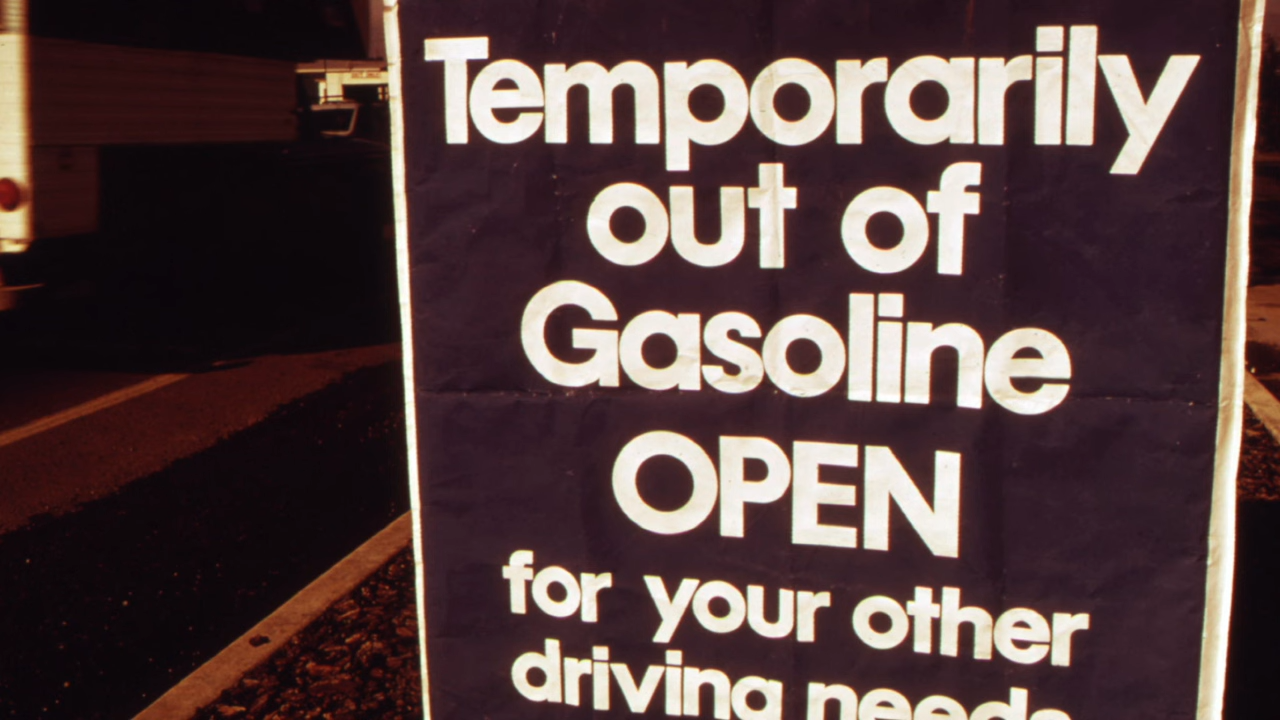 Temporarily
out of
Gasoline
OPEN
for your other
driving needs